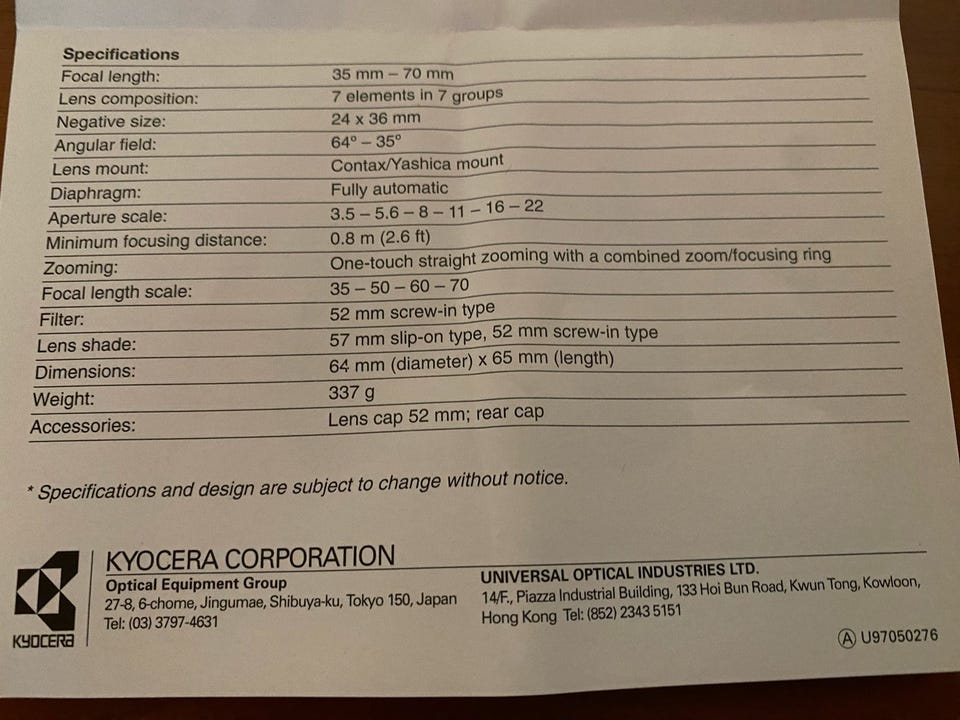 Specifications
Focal length: 35 mm – 70 mm
Lens composition: 7 elements in 7 groups
Negative size: 24 x 36 mm
Angular field: 64° – 35°
Lens mount: Contax/Yashica mount
Diaphragm: Fully automatic
Aperture scale: 3.5 – 5.6 – 8 – 11 – 16 – 22
Minimum focusing distance: 0.8 m (2.6 ft)
Zooming: One-touch straight zooming with a combined zoom/focusing ring
Focal length scale: 35 – 50 – 60 – 70
Filter: 52 mm screw-in type
Lens shade: 57 mm slip-on type, 52 mm screw-in type
Dimensions: 64 mm (diameter) x 65 mm (length)
Weight: 337 g
Accessories: Lens cap 52 mm; rear cap
* Specifications and design are subject to change without notice.
KYOCERA
KYOCERA CORPORATION
Optical Equipment Group
27-8, 6-chome, Jingumae, Shibuya-ku, Tokyo 150, Japan
Tel: (03) 3797-4631
UNIVERSAL OPTICAL INDUSTRIES LTD.
14/F., Piazza Industrial Building, 133 Hoi Bun Road, Kwun Tong, Kowloon,
Hong Kong Tel: (852) 2343 5151
Ⓐ U97050276